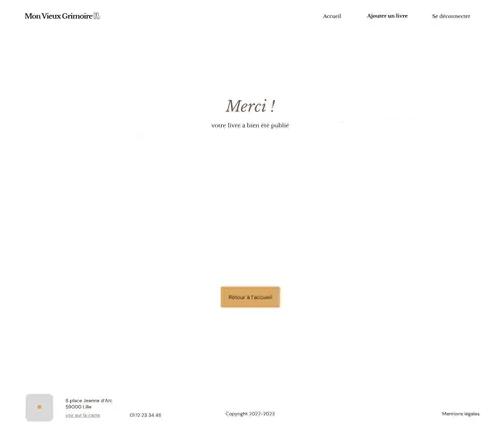 Mon Vieux Grimoire
Accueil
Ajouter un livre
Se déconnecter
Merci !
votre livre a bien été publié
Retour à l'accueil
8 place Jeanne d'Arc
59000 Lille
voir sur la carte
01 12 23 34 45
Copyright 2022-2023
Mentions légales